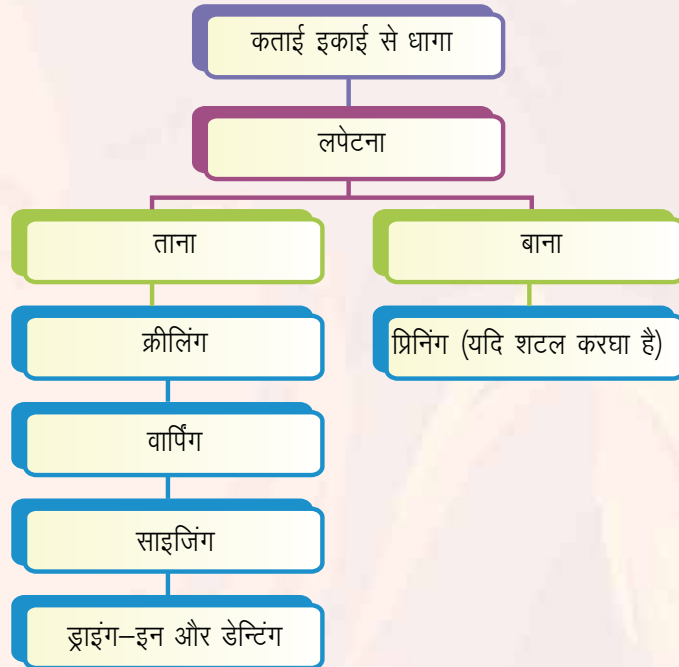 कताई इकाई से धागा
लपेटना
ताना
बाना
क्रीलिंग
प्रिनिंग (यदि शटल करघा है)
वार्पिंग
साइजिंग
ड्राइंग–इन और डेन्टिंग